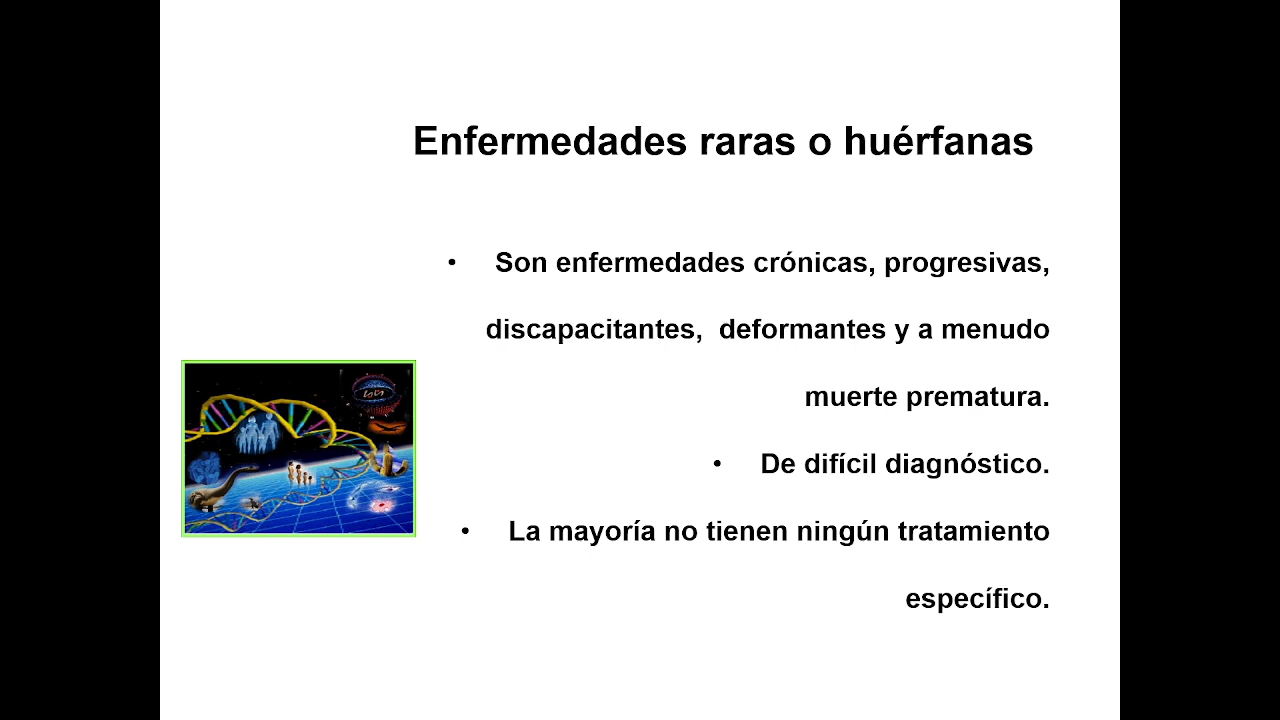 Enfermedades raras o huérfanas
• Son enfermedades crónicas, progresivas,
discapacitantes,  deformantes y a menudo
muerte prematura.
• De difícil diagnóstico.
• La mayoría no tienen ningún tratamiento
específico.